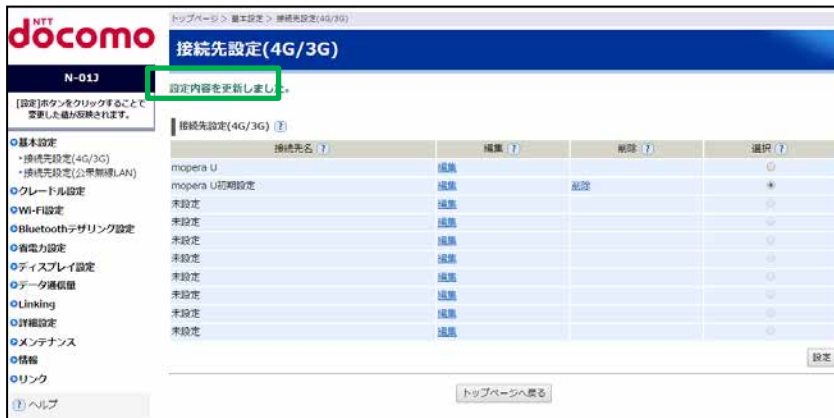 トップページ > 基本設定 > 接続先設定(4G/3G)
NTT
döcomo
接続先設定(4G/3G)
N-01J
[設定]ボタンをクリックすることで
変更した値が反映されます。
設定内容を更新しました。
接続先設定(4G/3G) ?
接続先名 ? 編集 ? 削除 ? 選択 ?
mopera U 編集
mopera U初期設定 編集 削除
未設定 編集
未設定 編集
未設定 編集
未設定 編集
未設定 編集
未設定 編集
未設定 編集
未設定 編集
設定
トップページへ戻る
基本設定
・接続先設定(4G/3G)
・接続先設定(公衆無線LAN)
クレードル設定
Wi-Fi設定
Bluetoothテザリング設定
省電力設定
ディスプレイ設定
データ通信量
Linking
詳細設定
メンテナンス
情報
リンク
? ヘルプ